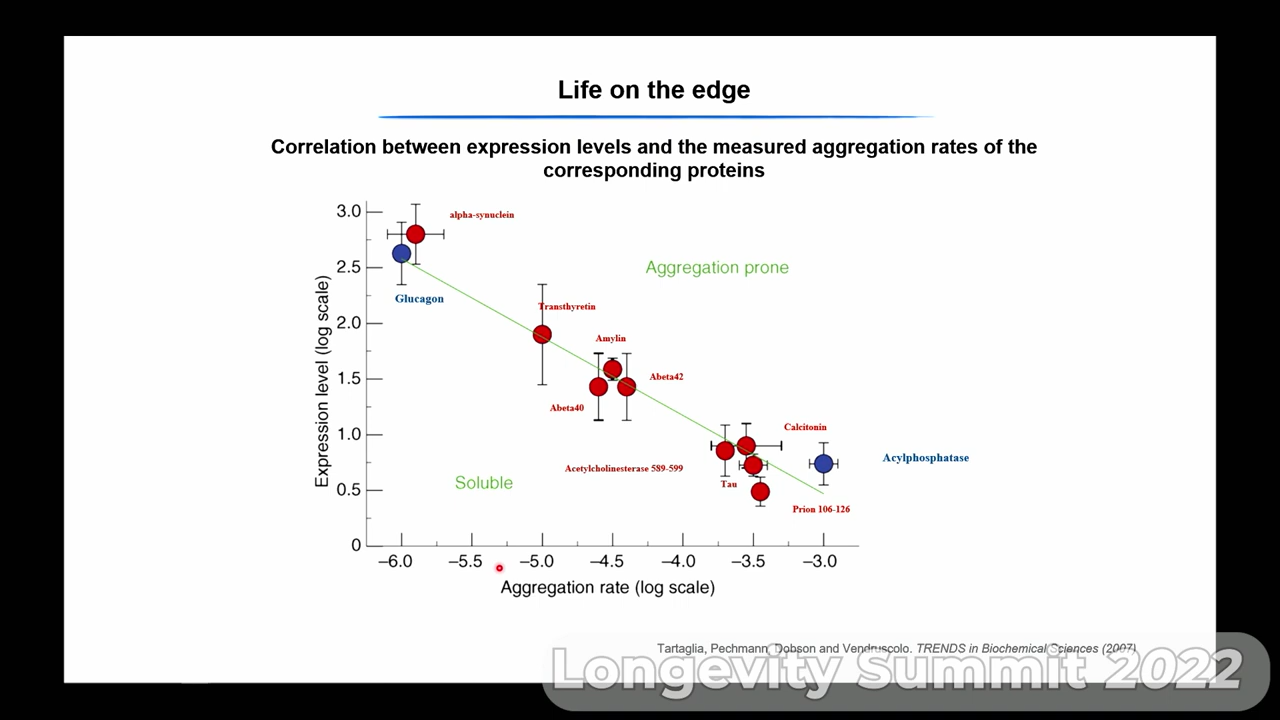 Life on the edge
Correlation between expression levels and the measured aggregation rates of the
corresponding proteins
Expression level (log scale)
3.0
2.5
2.0
1.5
1.0
0.5
0
alpha-synuclein
Glucagon
Aggregation prone
Transthyretin
Amylin
Abeta42
Abeta40
Calcitonin
Acylphosphatase
Acetylcholinesterase 589-599
Tau
Soluble
Prion 106-126
–6.0 –5.5 –5.0 –4.5 –4.0 –3.5 –3.0
Aggregation rate (log scale)
Tartaglia, Pechmann, Dobson and Vendruscolo. TRENDS in Biochemical Sciences (2007)
Longevity Summit 2022